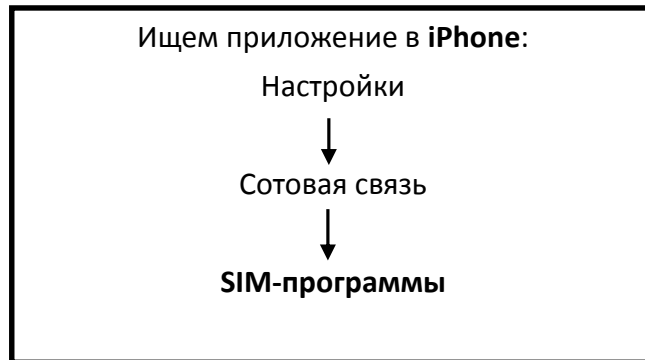 Ищем приложение в iPhone:
Настройки
Сотовая связь
SIM-программы